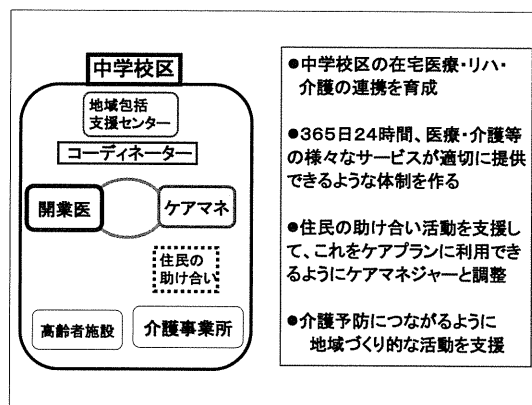 中学校区
地域包括
支援センター
コーディネーター
開業医
ケアマネ
住民の
助け合い
高齢者施設
介護事業所
●中学校区の在宅医療・リハ・
介護の連携を育成
●365日24時間、医療・介護等
の様々なサービスが適切に提供
できるような体制を作る
●住民の助け合い活動を支援し
て、これをケアプランに利用でき
るようにケアマネジャーと調整
●介護予防につながるように
地域づくり的な活動を支援